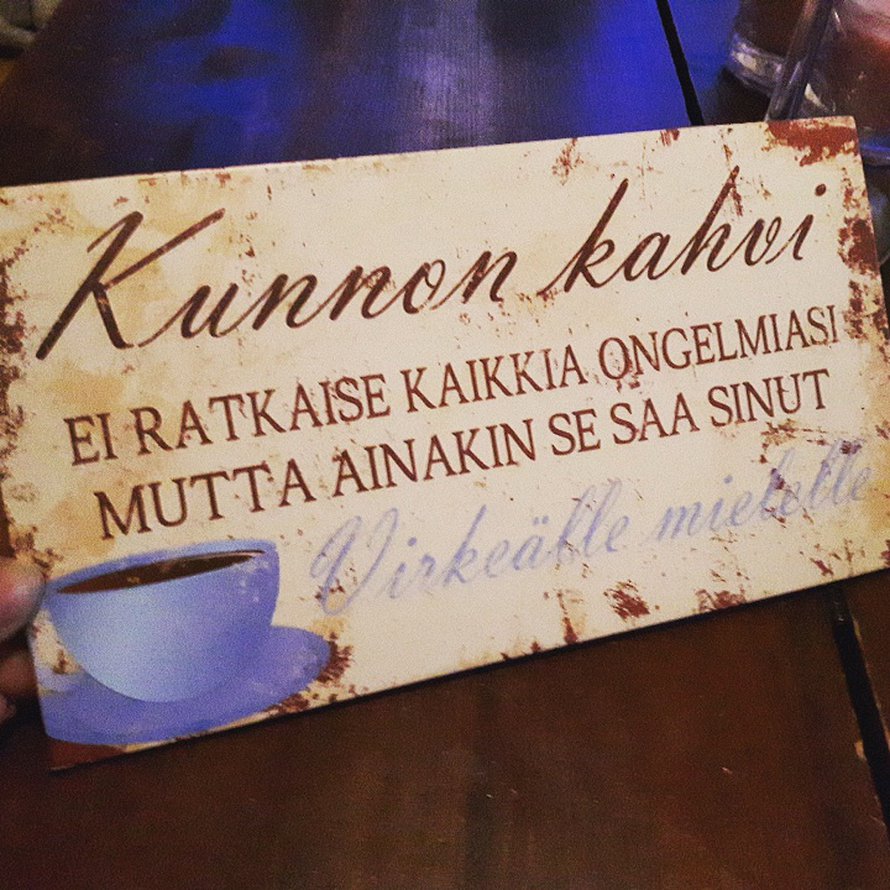 Kunnon kahvi
EI RATKAISE KAIKKIA ONGELMIASI
MUTTA AINAKIN SE SAA SINUT
Virkeälle mielelle